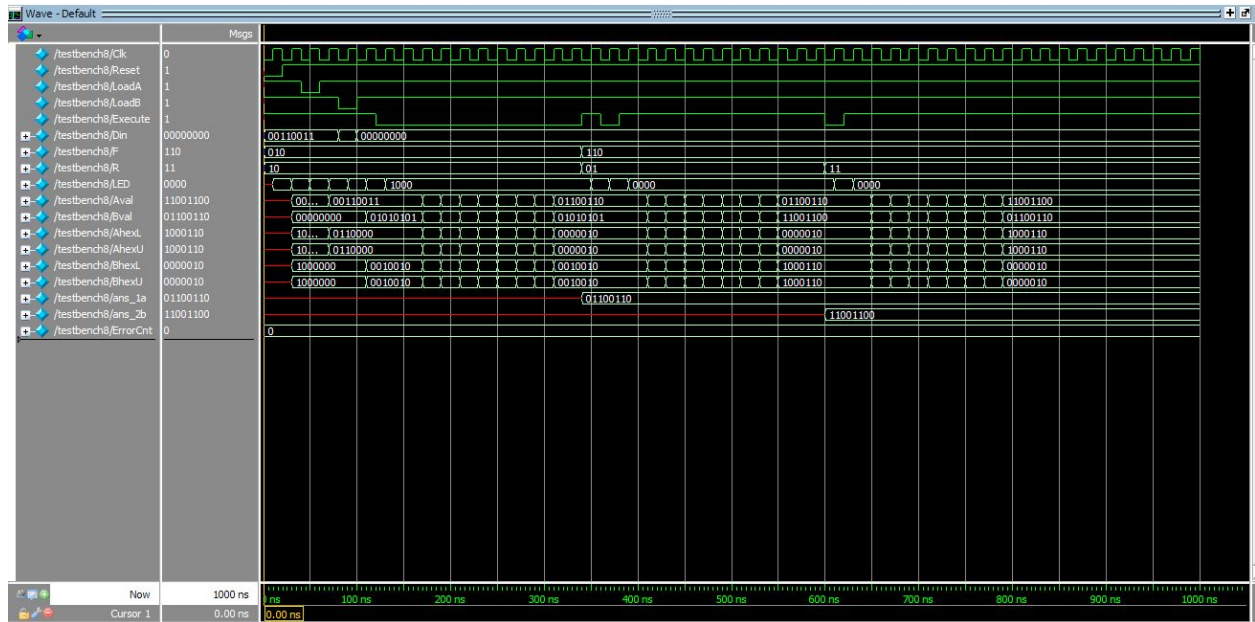 Wave - Default
Msgs
/testbench8/Clk 0
/testbench8/Reset 1
/testbench8/LoadA 1
/testbench8/LoadB 1
/testbench8/Execute 1
/testbench8/Din 00000000 00110011 00000000
/testbench8/F 110 010 110
/testbench8/R 11 10 01 11
/testbench8/LED 0000 1000 0000 0000
/testbench8/Aval 11001100 00... 00110011 01100110 01100110 11001100
/testbench8/Bval 01100110 00000000 01010101 01010101 11001100 01100110
/testbench8/AhexL 1000110 10... 0110000 0000010 0000010 1000110
/testbench8/AhexU 1000110 10... 0110000 0000010 0000010 1000110
/testbench8/BhexL 0000010 1000000 0010010 0010010 1000110 0000010
/testbench8/BhexU 0000010 1000000 0010010 0010010 1000110 0000010
/testbench8/ans_1a 01100110 01100110
/testbench8/ans_2b 11001100 11001100
/testbench8/ErrorCnt 0 0
Now 1000 ns ns 100 ns 200 ns 300 ns 400 ns 500 ns 600 ns 700 ns 800 ns 900 ns 1000 ns
Cursor 1 0.00 ns 0.00 ns